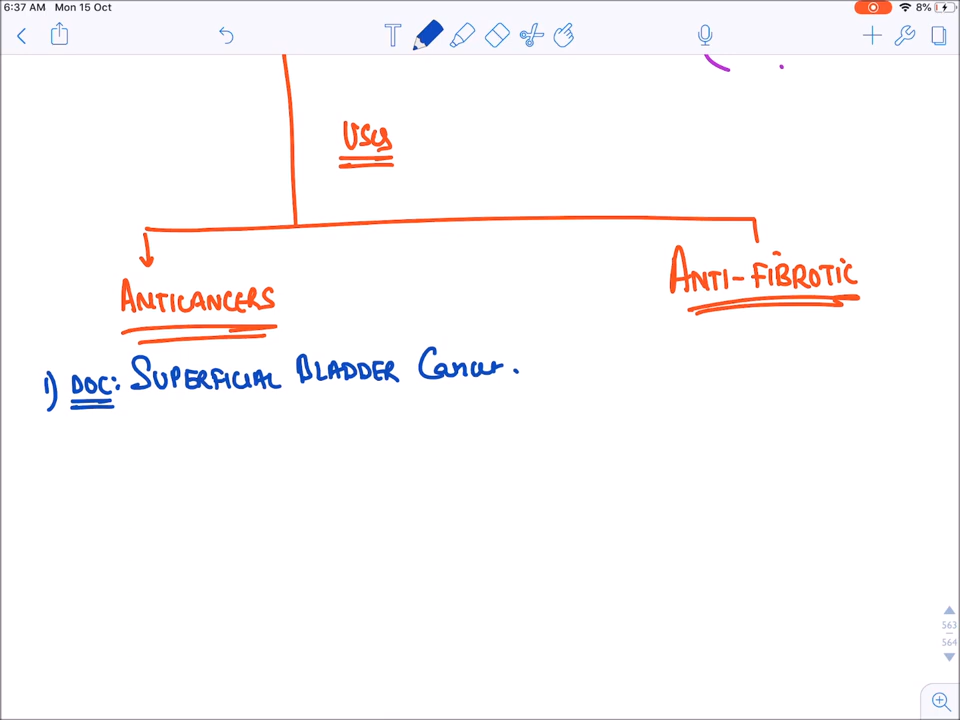 6:37 AM Mon 15 Oct 8%
T
Uses
ANTICANCERS
ANTI-FIBROTIC
1) DOC: SUPERFICIAL BLADDER Cancer.
563
564